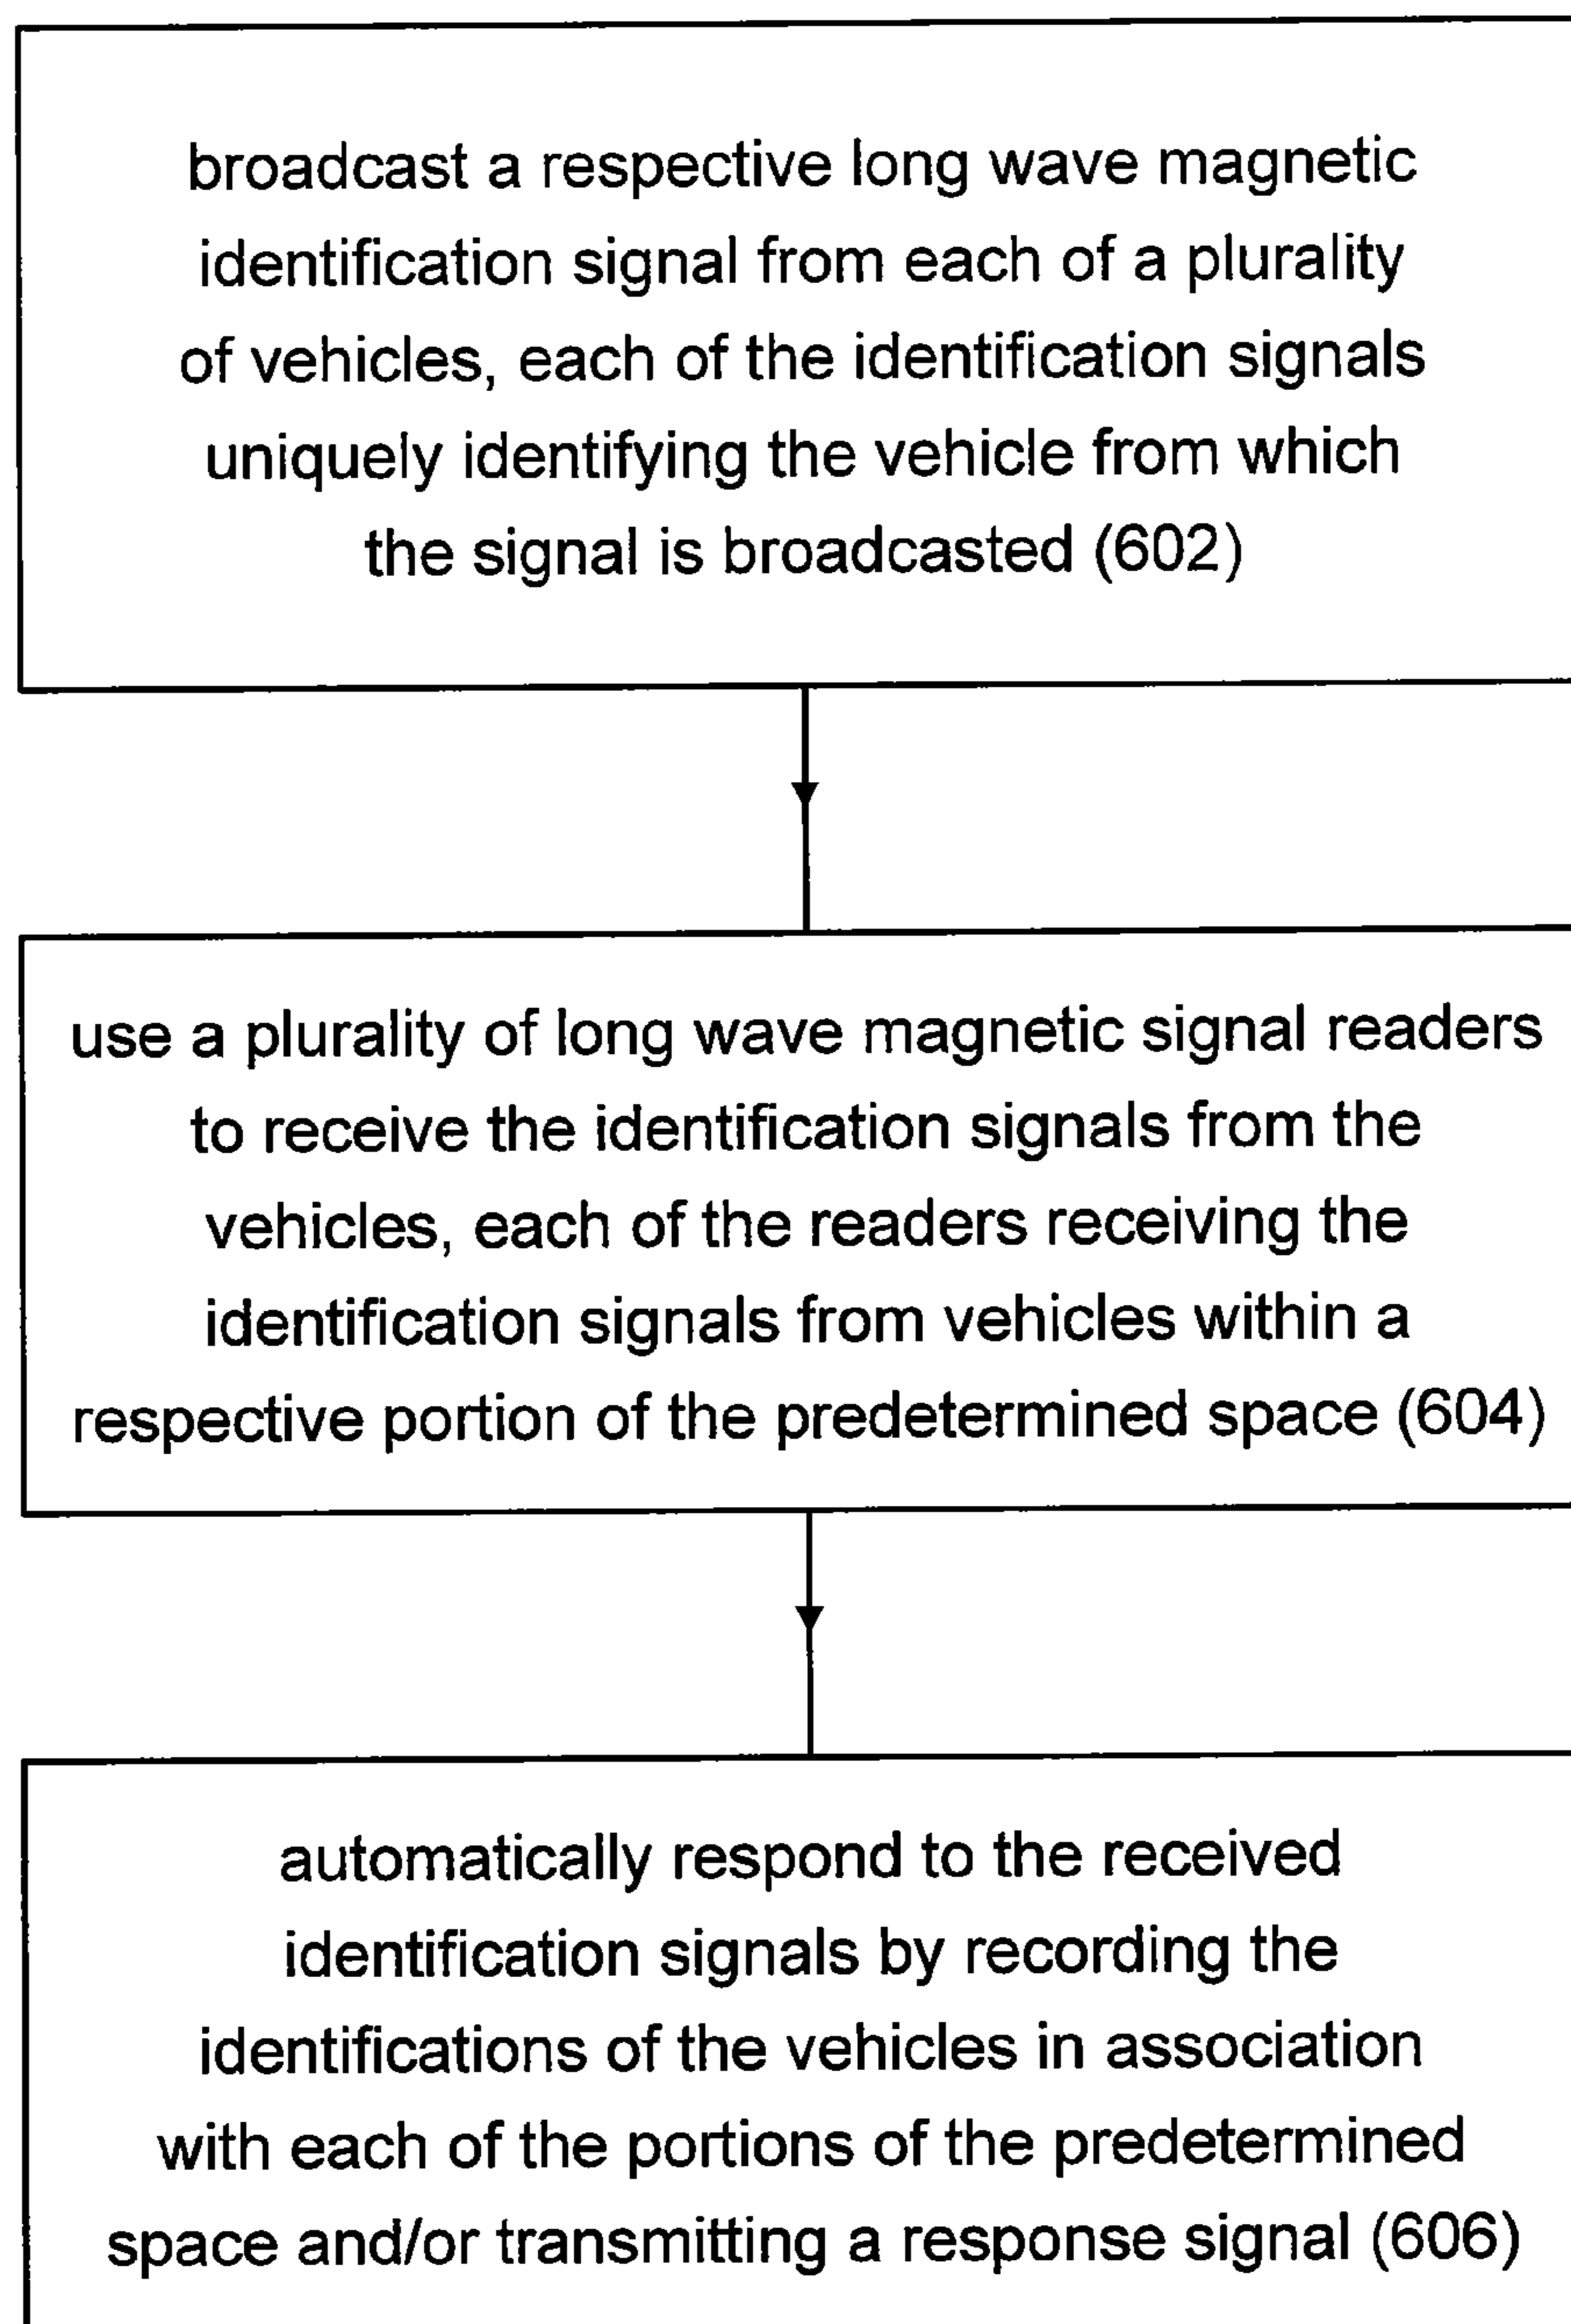 broadcast a respective long wave magnetic
identification signal from each of a plurality
of vehicles, each of the identification signals
uniquely identifying the vehicle from which
the signal is broadcasted (602)
use a plurality of long wave magnetic signal readers
to receive the identification signals from the
vehicles, each of the readers receiving the
identification signals from vehicles within a
respective portion of the predetermined space (604)
automatically respond to the received
identification signals by recording the
identifications of the vehicles in association
with each of the portions of the predetermined
space and/or transmitting a response signal (606)